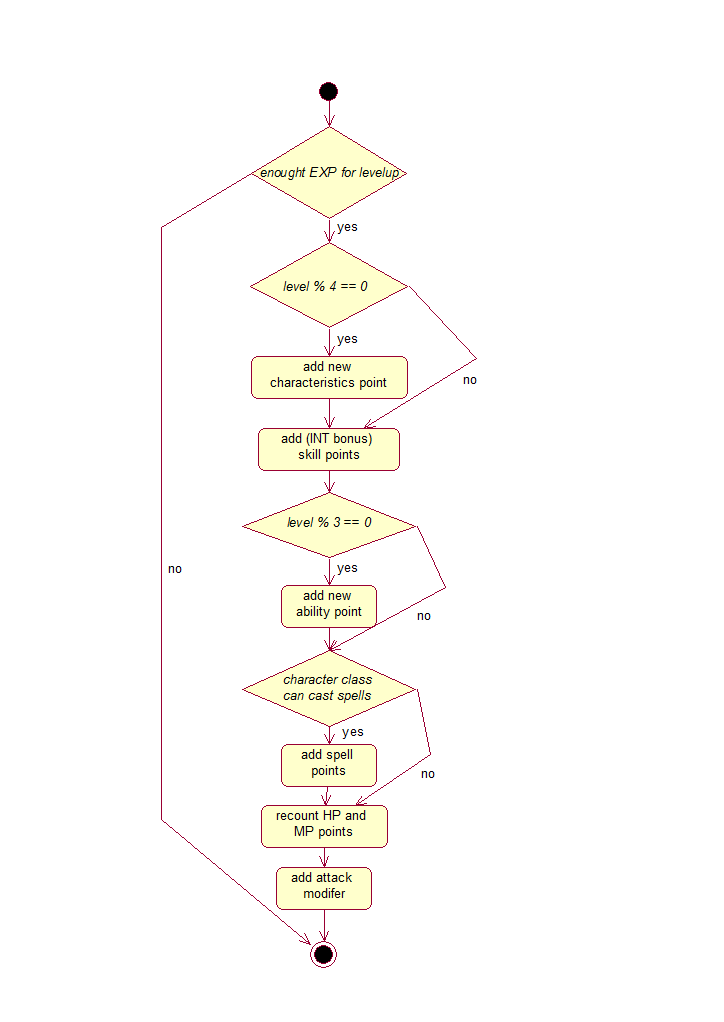 enought EXP for levelup
yes
level % 4 == 0
yes
add new
characteristics point
no
add (INT bonus)
skill points
level % 3 == 0
no
yes
add new
ability point
no
character class
can cast spells
yes
add spell
points
no
recount HP and
MP points
add attack
modifer